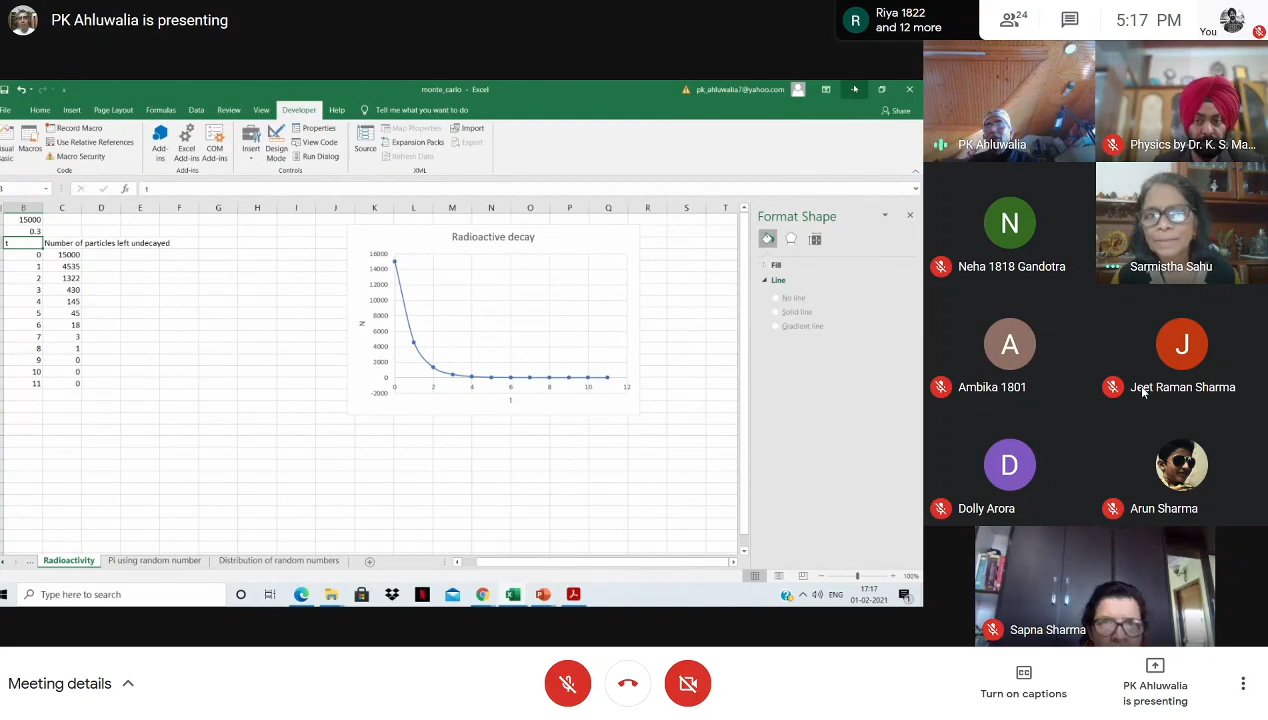 PK Ahluwalia is presenting
R
Riya 1822
and 12 more
24
5:17 PM
You
monte_carlo - Excel
pk_ahluwalia7@yahoo.com
File Home Insert Page Layout Formulas Data Review View Developer Help Tell me what you want to do
Share
Macros
Record Macro
Use Relative References
Macro Security
Code
Add-
ins
Excel
Add-ins
COM
Add-ins
Add-ins
Insert
Design
Mode
Properties
View Code
Run Dialog
Controls
Source
Map Properties
Expansion Packs
Refresh Data
Import
Export
XML
fx t
B C D E F G H I J K L M N O P Q R S T
15000
0.3
t Number of particles left undecayed
0 15000
1 4535
2 1322
3 430
4 145
5 45
6 18
7 3
8 1
9 0
10 0
11 0
Radioactive decay
16000
14000
12000
10000
8000
6000
4000
2000
0
-2000
N
0 2 4 6 8 10 12
t
Format Shape
Fill
Line
No line
Solid line
Gradient line
... Radioactivity Pi using random number Distribution of random numbers
100%
Type here to search
ENG
17:17
01-02-2021
PK Ahluwalia
Physics by Dr. K. S. Ma...
N
Neha 1818 Gandotra
Sarmistha Sahu
A
Ambika 1801
J
Jeet Raman Sharma
D
Dolly Arora
Arun Sharma
Sapna Sharma
Meeting details
CC
Turn on captions
PK Ahluwalia
is presenting